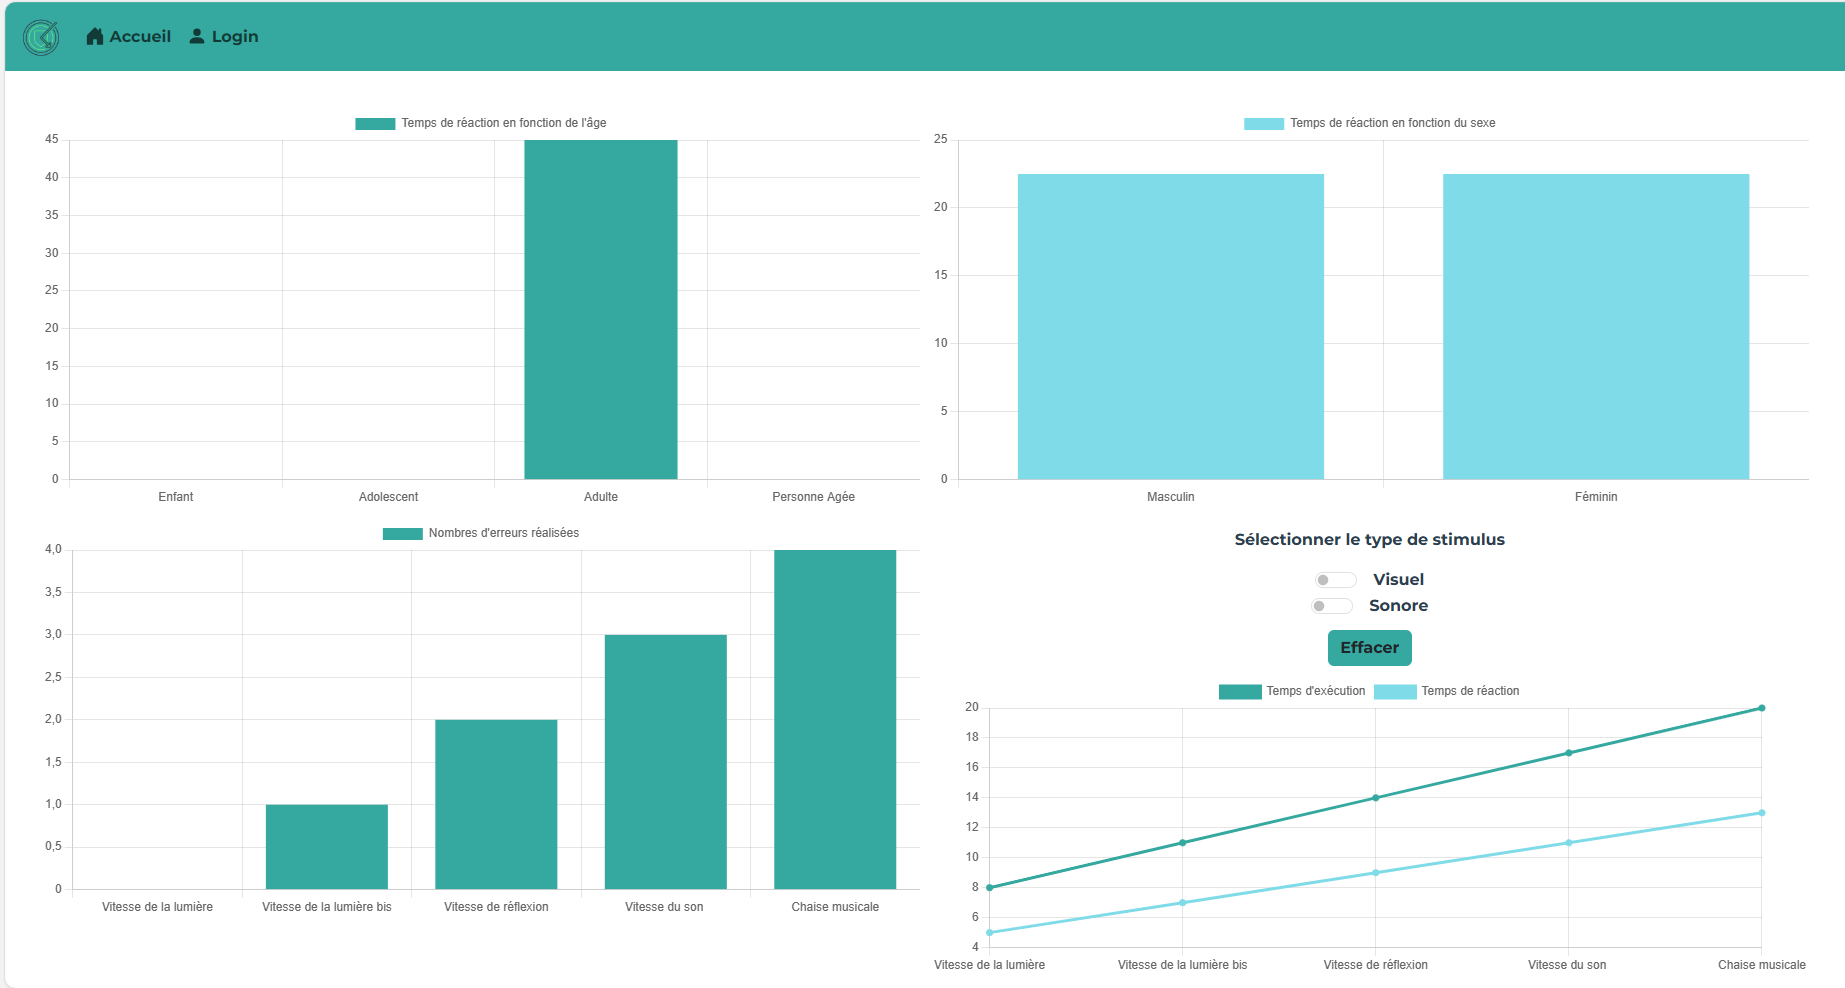 Accueil Login
Temps de réaction en fonction de l'âge
45
40
35
30
25
20
15
10
5
0
Enfant Adolescent Adulte Personne Agée
Temps de réaction en fonction du sexe
25
20
15
10
5
0
Masculin Féminin
Nombres d'erreurs réalisées
4,0
3,5
3,0
2,5
2,0
1,5
1,0
0,5
0
Vitesse de la lumière Vitesse de la lumière bis Vitesse de réflexion Vitesse du son Chaise musicale
Sélectionner le type de stimulus
Visuel
Sonore
Effacer
Temps d'exécution Temps de réaction
20
18
16
14
12
10
8
6
4
Vitesse de la lumière Vitesse de la lumière bis Vitesse de réflexion Vitesse du son Chaise musicale